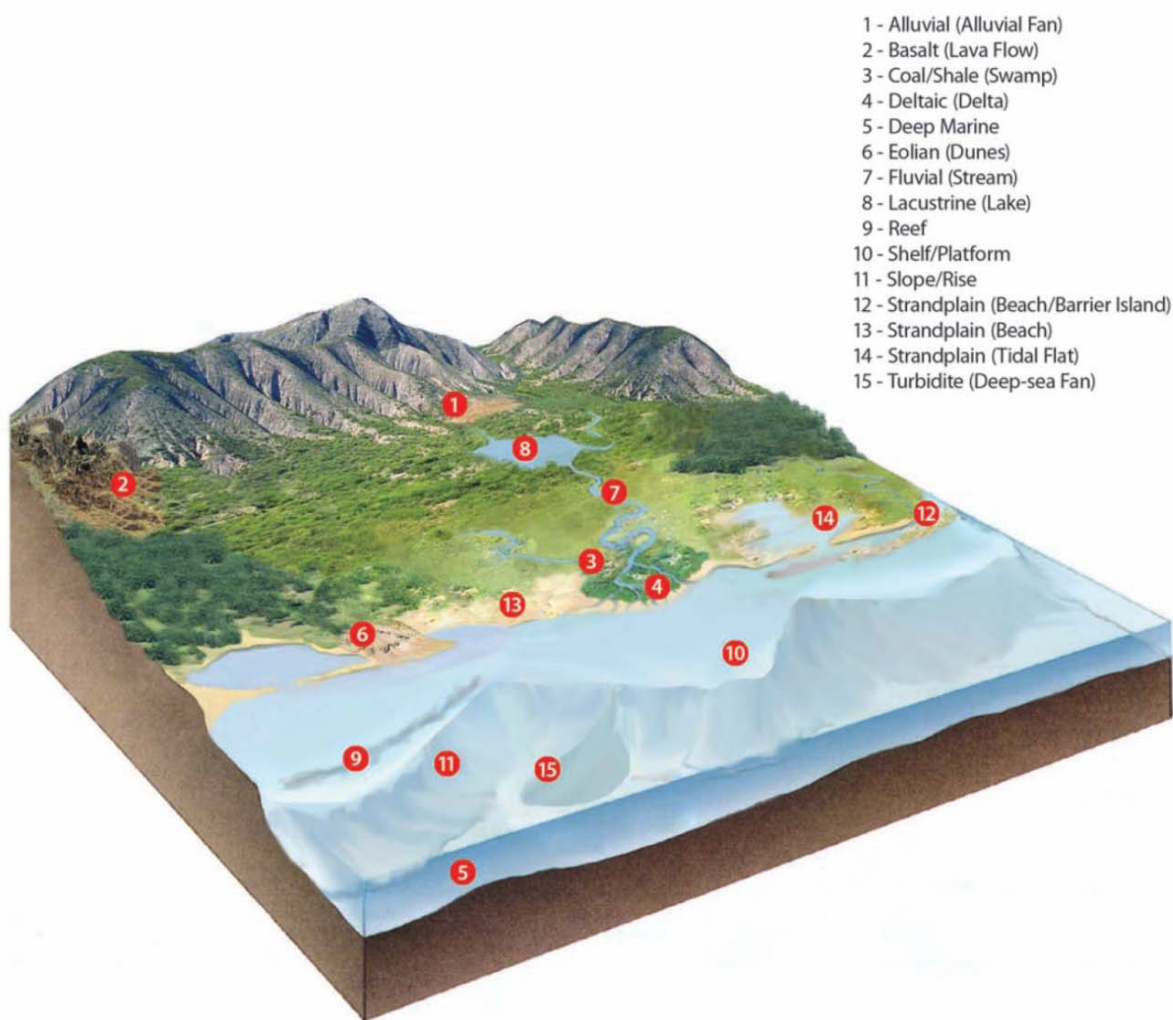 1 - Alluvial (Alluvial Fan)
2 - Basalt (Lava Flow)
3 - Coal/Shale (Swamp)
4 - Deltaic (Delta)
5 - Deep Marine
6 - Eolian (Dunes)
7 - Fluvial (Stream)
8 - Lacustrine (Lake)
9 - Reef
10 - Shelf/Platform
11 - Slope/Rise
12 - Strandplain (Beach/Barrier Island)
13 - Strandplain (Beach)
14 - Strandplain (Tidal Flat)
15 - Turbidite (Deep-sea Fan)
1
8
2
7
14
12
3
4
13
6
10
9
11
15
5